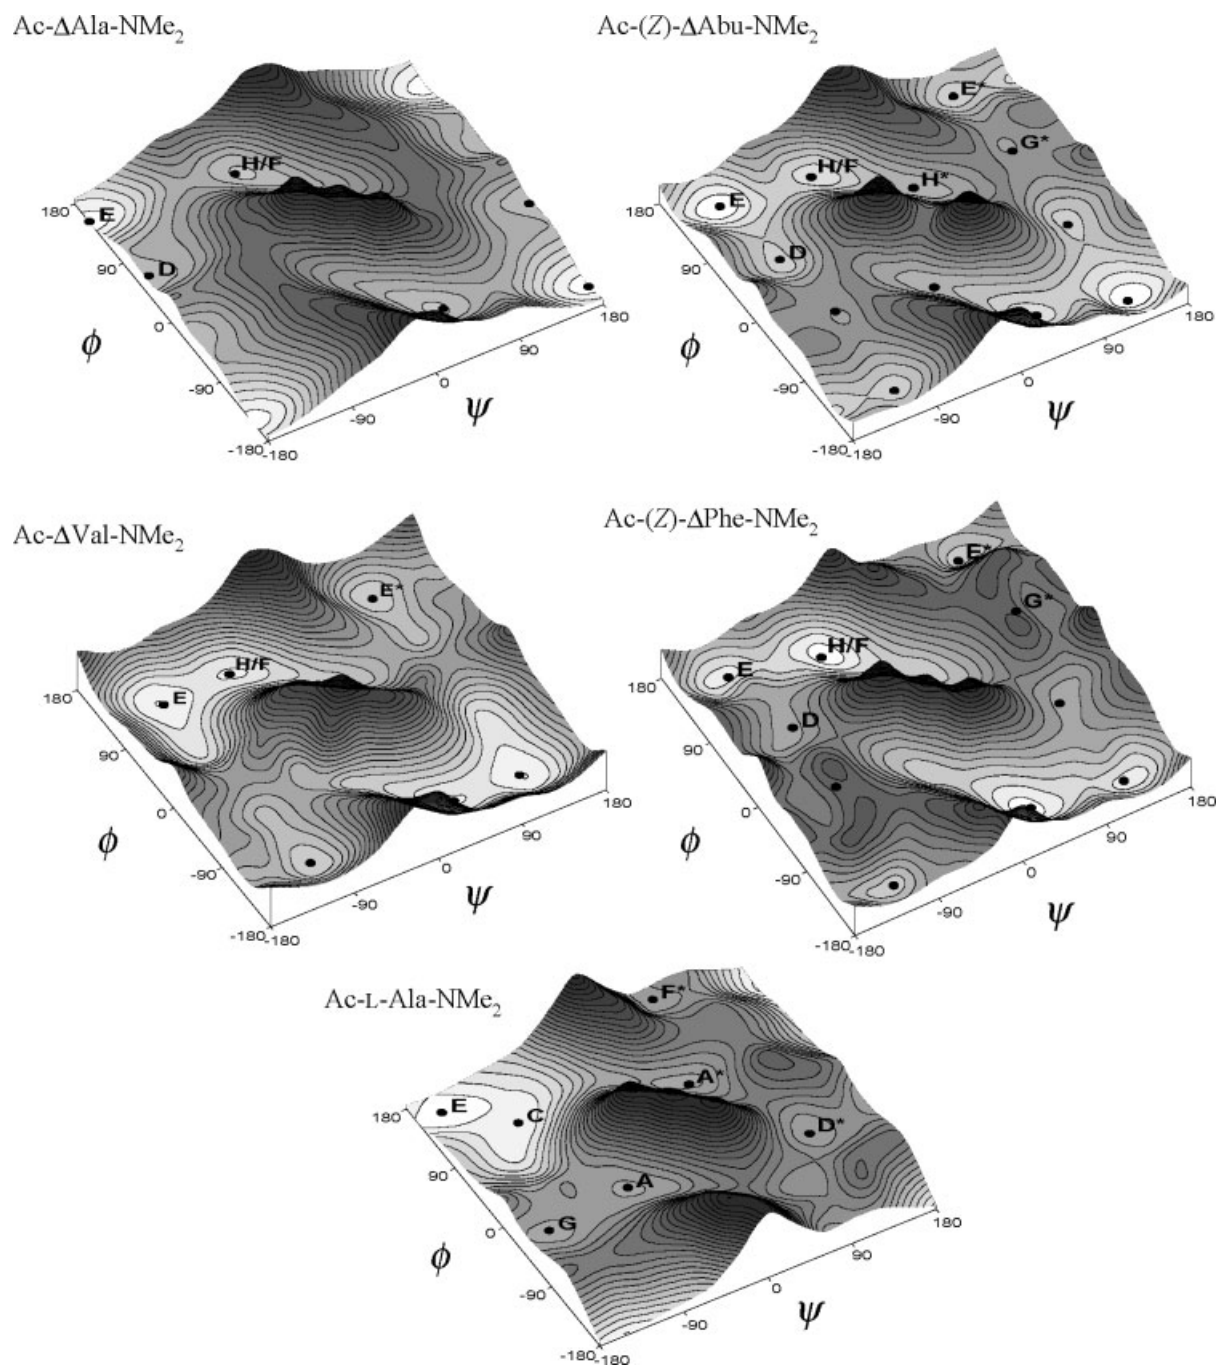 Ac-ΔAla-NMe₂
Ac-(Z)-ΔAbu-NMe₂
E
D
H/F
180
90
0
-90
-180
-180
-90
0
90
180
ϕ
ψ
E*
G*
H/F
H*
E
D
180
90
0
-90
-180
-180
-90
0
90
180
ϕ
ψ
Ac-ΔVal-NMe₂
Ac-(Z)-ΔPhe-NMe₂
E*
H/F
E
180
90
0
-90
-180
-180
-90
0
90
180
ϕ
ψ
E*
G*
H/F
E
D
180
90
0
-90
-180
-180
-90
0
90
180
ϕ
ψ
Ac-L-Ala-NMe₂
F*
A*
E
C
D*
A
G
180
90
0
-90
-180
-180
-90
0
90
180
ϕ
ψ